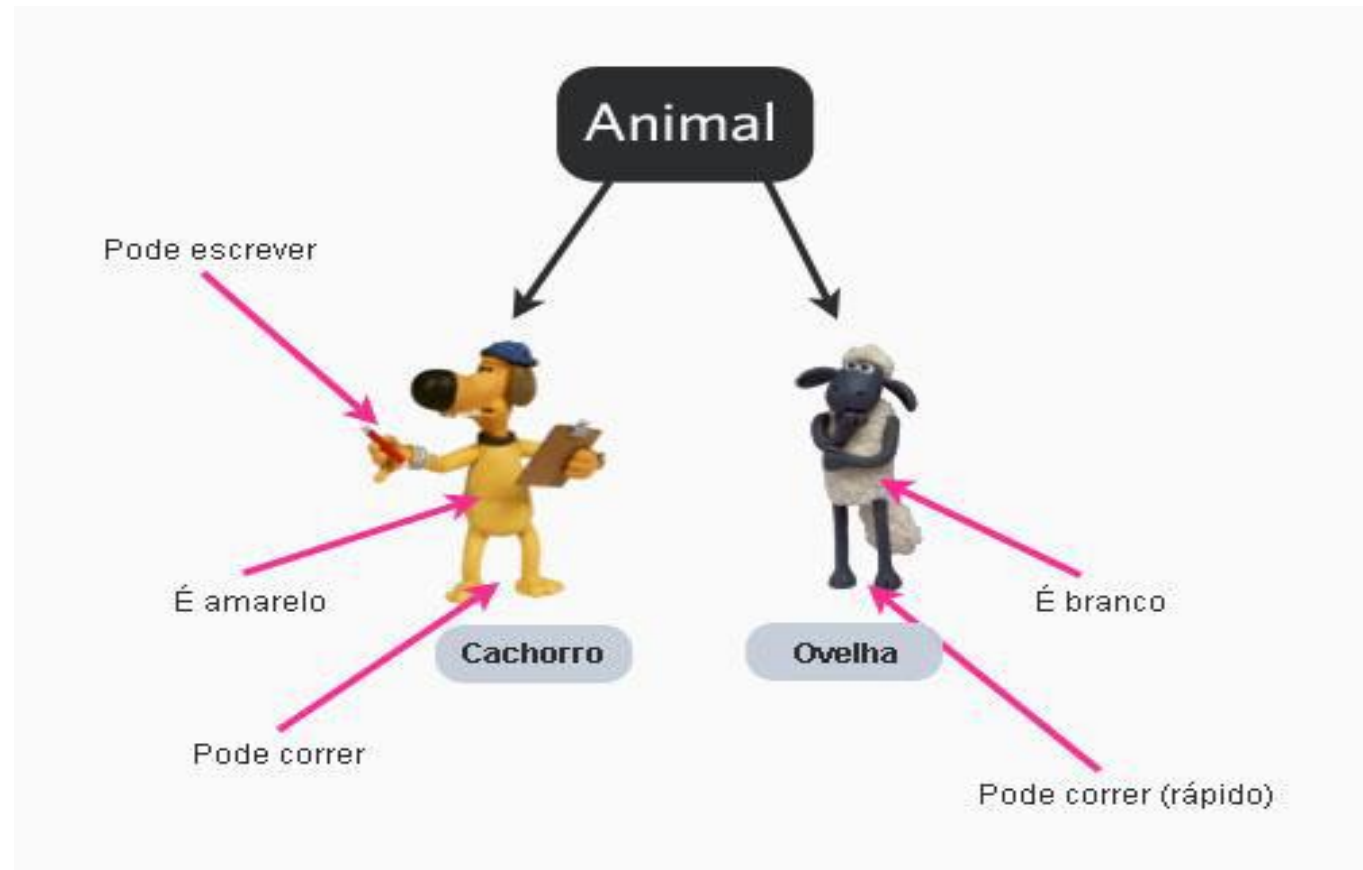 Animal
Pode escrever
É amarelo
É branco
Cachorro
Ovelha
Pode correr
Pode correr (rápido)